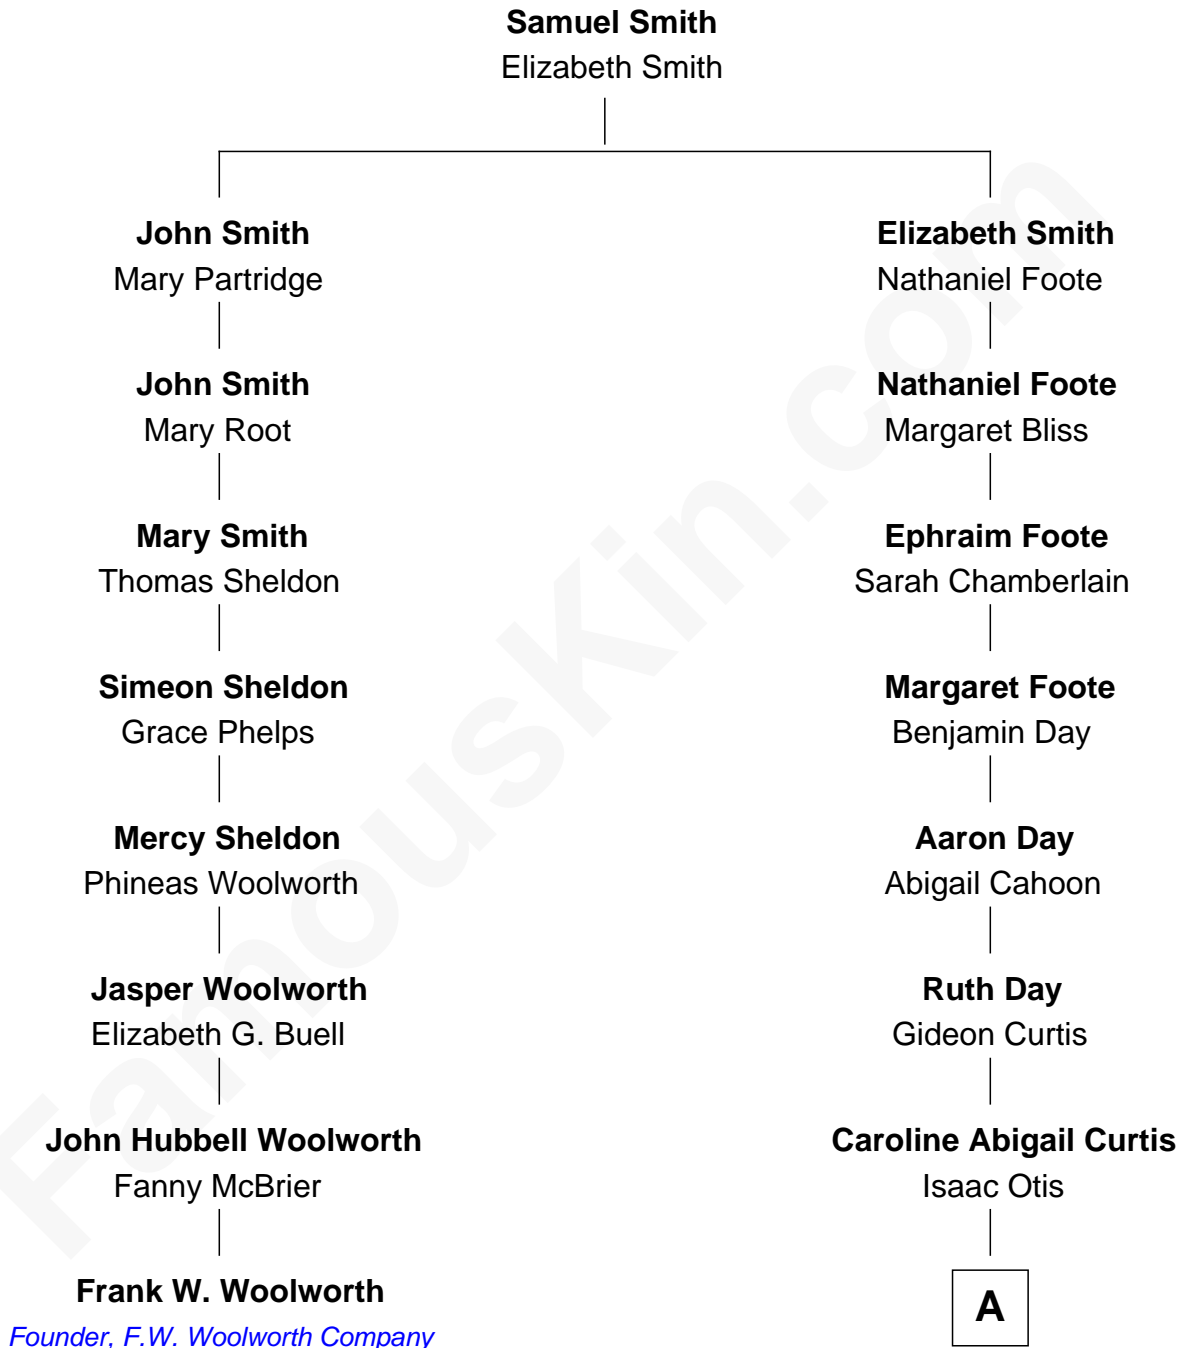 Samuel Smith
Elizabeth Smith
John Smith
Mary Partridge
Elizabeth Smith
Nathaniel Foote
John Smith
Mary Root
Nathaniel Foote
Margaret Bliss
Mary Smith
Thomas Sheldon
Ephraim Foote
Sarah Chamberlain
Simeon Sheldon
Grace Phelps
Margaret Foote
Benjamin Day
Mercy Sheldon
Phineas Woolworth
Aaron Day
Abigail Cahoon
Jasper Woolworth
Elizabeth G. Buell
Ruth Day
Gideon Curtis
John Hubbell Woolworth
Fanny McBrier
Caroline Abigail Curtis
Isaac Otis
Frank W. Woolworth
Founder, F.W. Woolworth Company
A
FamousKin.com